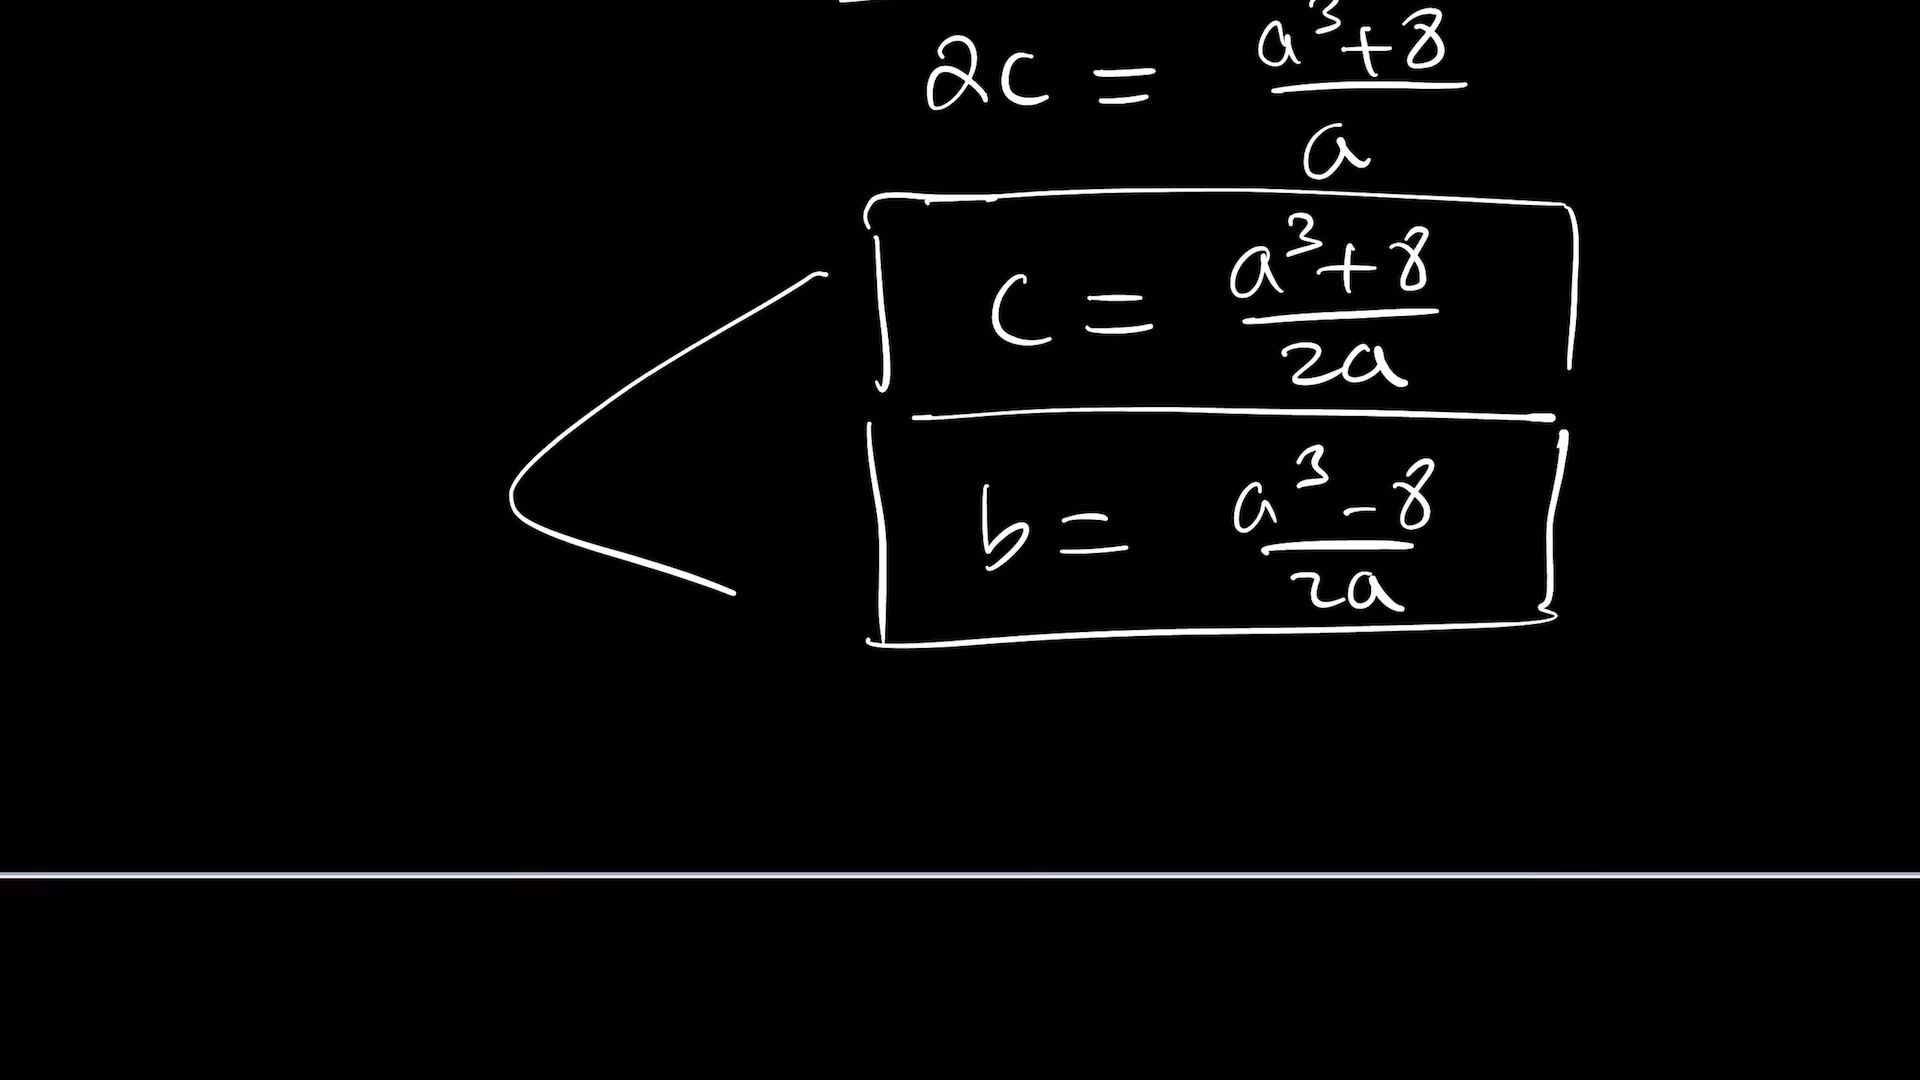 2c = a³+8/a
c = a³+8/2a
b = a³-8/2a